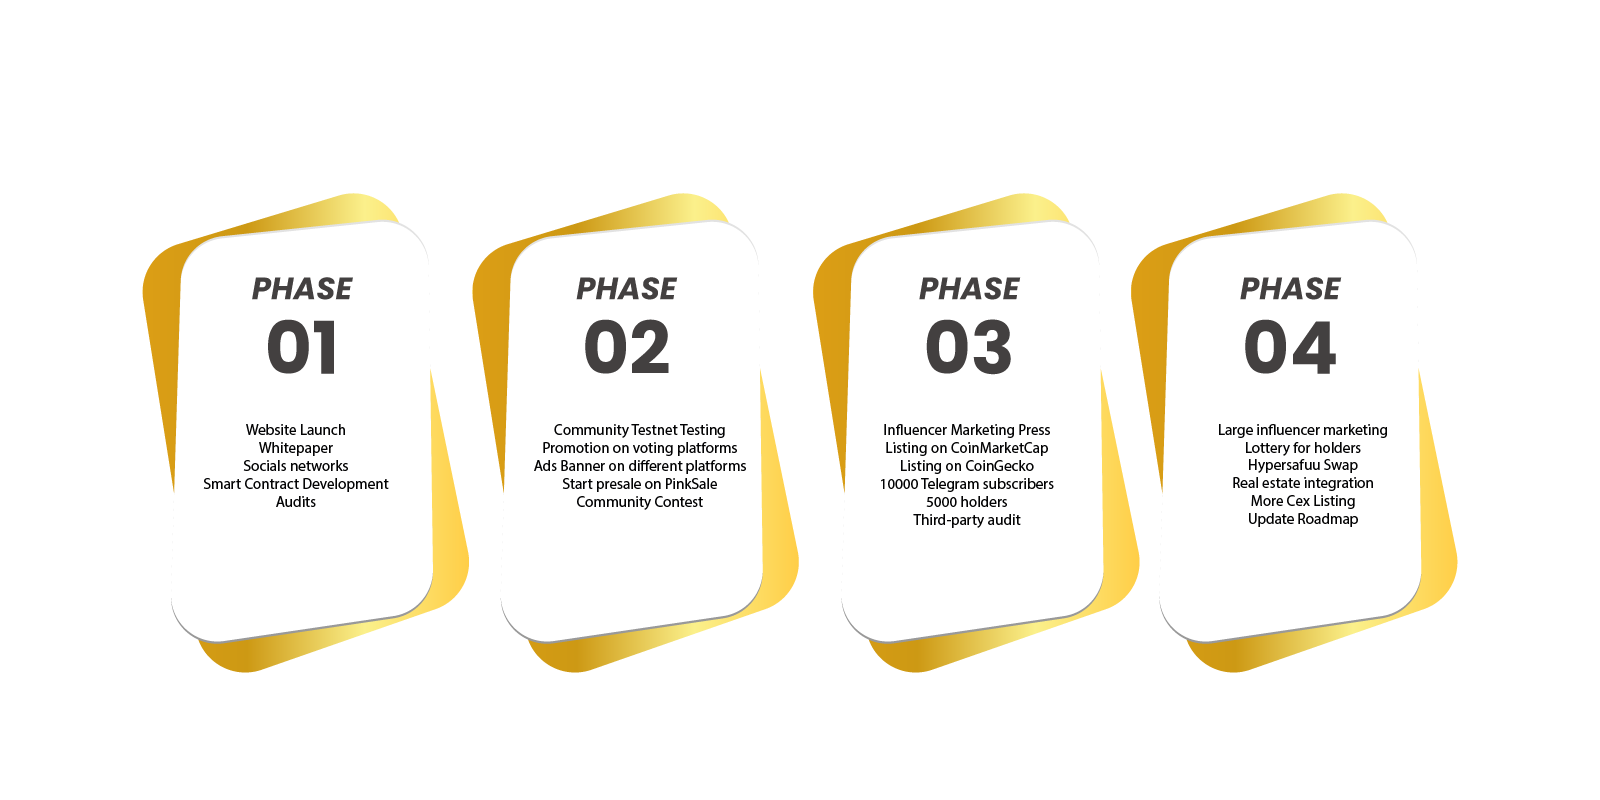 PHASE
01
Website Launch
Whitepaper
Socials networks
Smart Contract Development
Audits
PHASE
02
Community Testnet Testing
Promotion on voting platforms
Ads Banner on different platforms
Start presale on PinkSale
Community Contest
PHASE
03
Influencer Marketing Press
Listing on CoinMarketCap
Listing on CoinGecko
10000 Telegram subscribers
5000 holders
Third-party audit
PHASE
04
Large influencer marketing
Lottery for holders
Hypersafuu Swap
Real estate integration
More Cex Listing
Update Roadmap